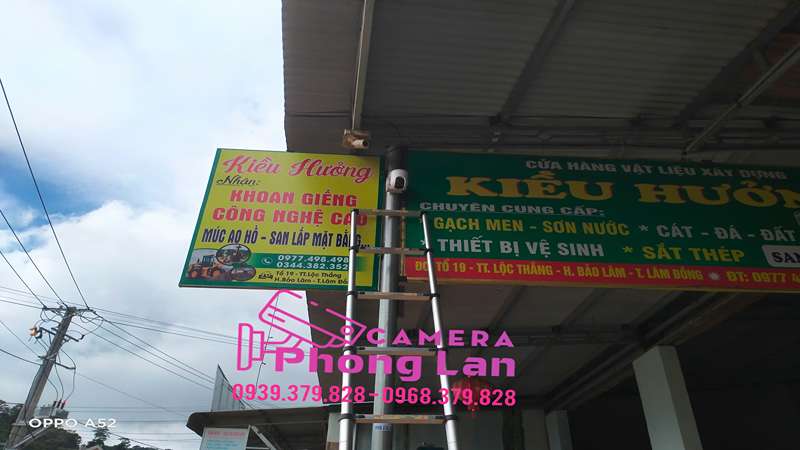 Kiều Hưởng
Nhận:
KHOAN GIẾNG
CÔNG NGHỆ CAO
MÚC AO HỒ - SAN LẤP MẶT BẰNG
0977.498.498
0344.382.352
Tổ 19 - TT.Lộc Thắng
H.Bảo Lâm - T.Lâm Đồng
CỬA HÀNG VẬT LIỆU XÂY DỰNG
KIỀU HƯỞNG
CHUYÊN CUNG CẤP:
* GẠCH MEN - SƠN NƯỚC * CÁT - ĐÁ - ĐẤT
* THIẾT BỊ VỆ SINH * SẮT THÉP
SAN
ĐC: TỔ 19 - TT. LỘC THẮNG - H. BẢO LÂM - T. LÂM ĐỒNG ĐT: 0977 4
CAMERA
Phong Lan
0939.379.828 - 0968.379.828
OPPO A52